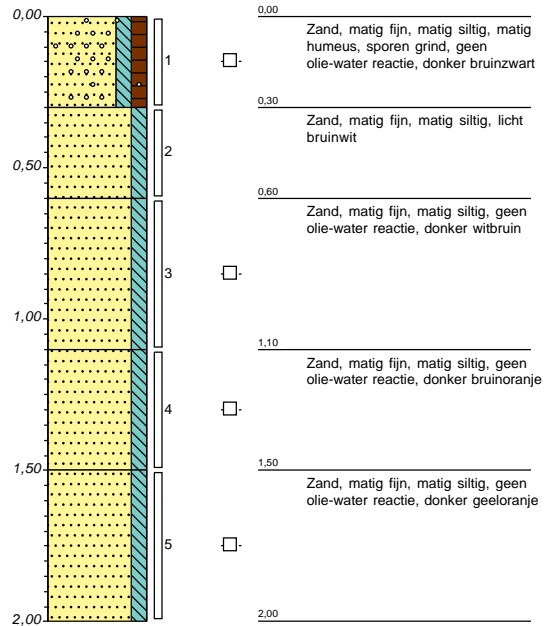 0,00
0,50
1,00
1,50
2,00
1
2
3
4
5
0,00
Zand, matig fijn, matig siltig, matig
humeus, sporen grind, geen
olie-water reactie, donker bruinzwart
0,30
Zand, matig fijn, matig siltig, licht
bruinwit
0,60
Zand, matig fijn, matig siltig, geen
olie-water reactie, donker witbruin
1,10
Zand, matig fijn, matig siltig, geen
olie-water reactie, donker bruinoranje
1,50
Zand, matig fijn, matig siltig, geen
olie-water reactie, donker geeloranje
2,00